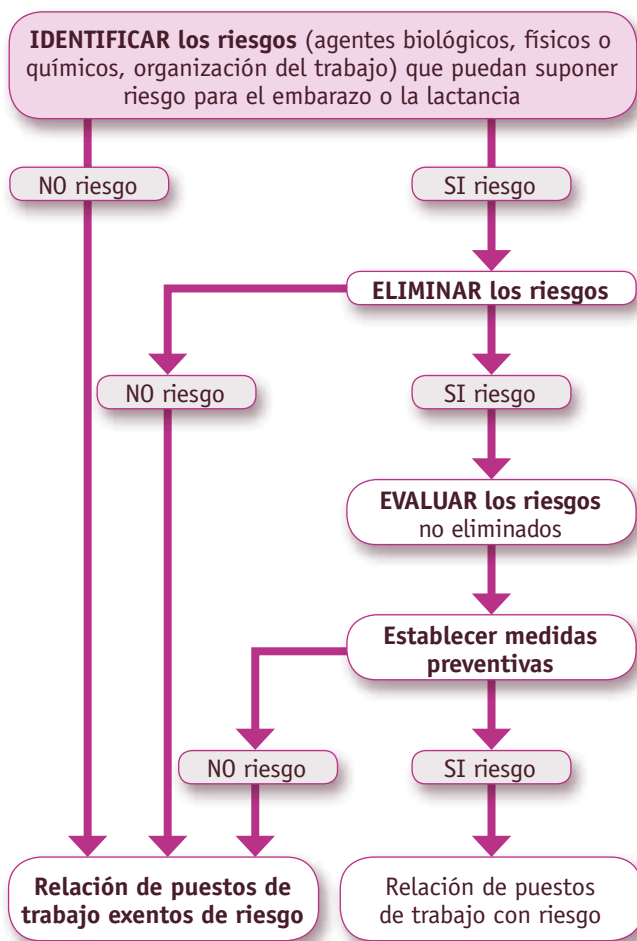 IDENTIFICAR los riesgos (agentes biológicos, físicos o
químicos, organización del trabajo) que puedan suponer
riesgo para el embarazo o la lactancia
NO riesgo
SI riesgo
ELIMINAR los riesgos
NO riesgo
SI riesgo
EVALUAR los riesgos
no eliminados
Establecer medidas
preventivas
NO riesgo
SI riesgo
Relación de puestos de
trabajo exentos de riesgo
Relación de puestos
de trabajo con riesgo